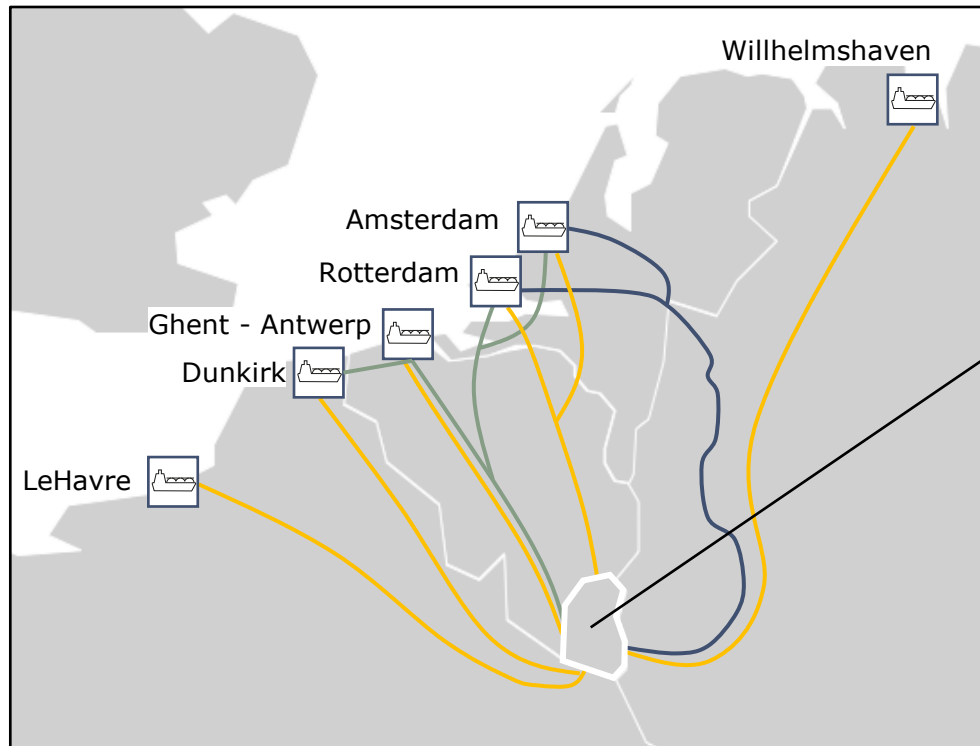 Willhelmshaven
Amsterdam
Rotterdam
Ghent - Antwerp
Dunkirk
LeHavre